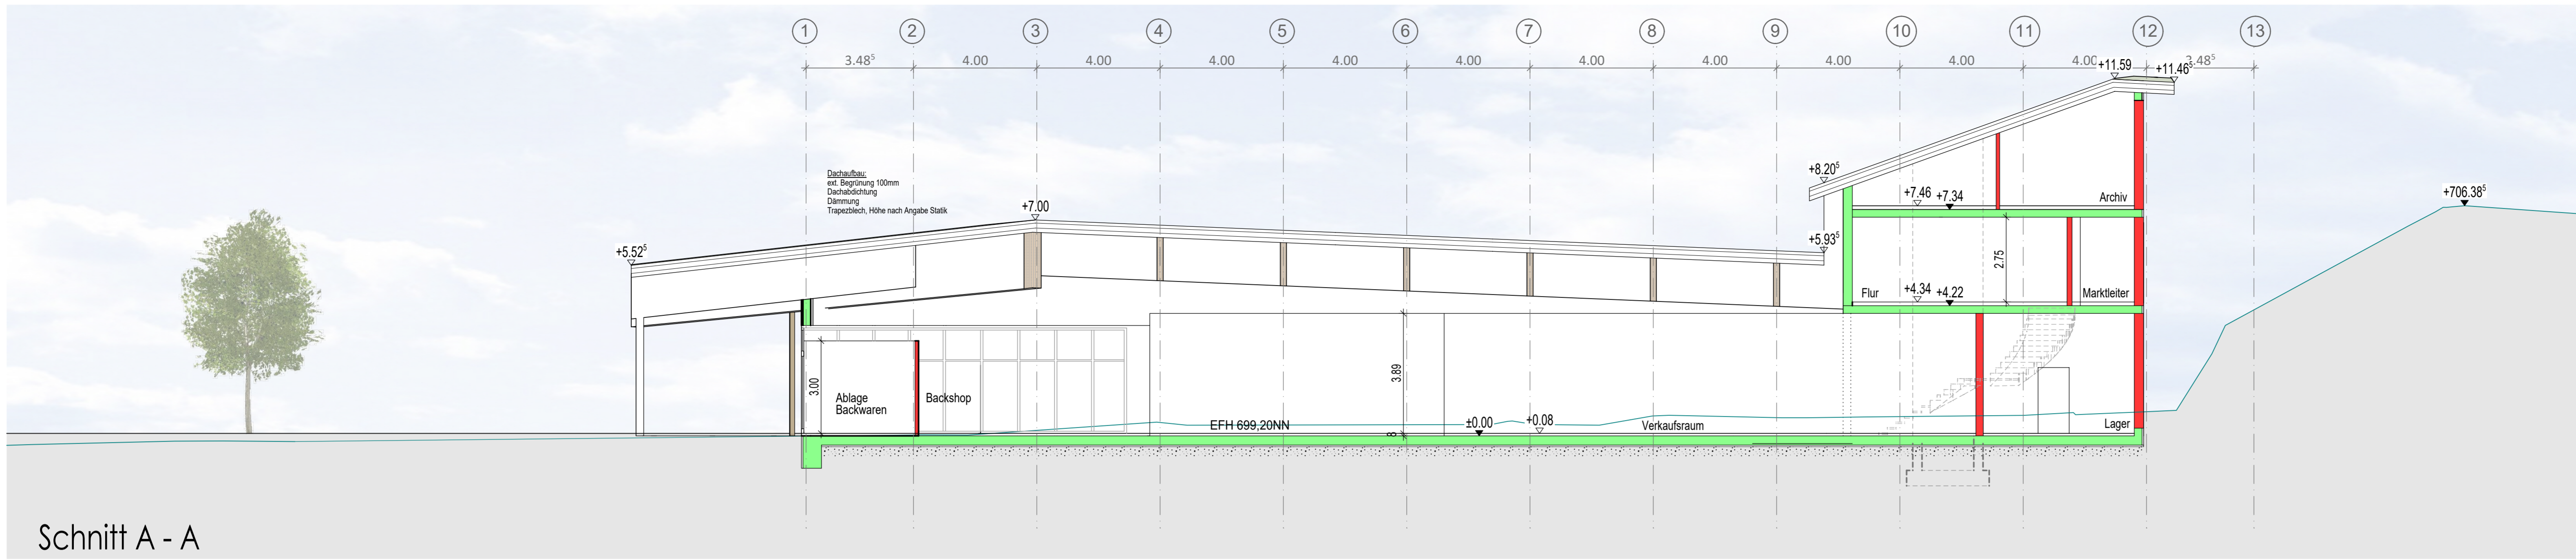 1 2 3 4 5 6 7 8 9 10 11 12 13
3.48⁵ 4.00 4.00 4.00 4.00 4.00 4.00 4.00 4.00 4.00 4.00 3.48⁵
+11.59 +11.46⁵
Dachaufbau:
ext. Begrünung 100mm
Dachabdichtung
Dämmung
Trapezblech, Höhe nach Angabe Statik
+8.20⁵
+7.46 +7.34 Archiv
+706.38⁵
+7.00
+5.52⁵
+5.93⁵
2.75
Flur +4.34 +4.22 Marktleiter
3.00
3.89
Ablage
Backwaren
Backshop
EFH 699,20NN
±0.00 +0.08
Verkaufsraum
Lager
8
Schnitt A - A